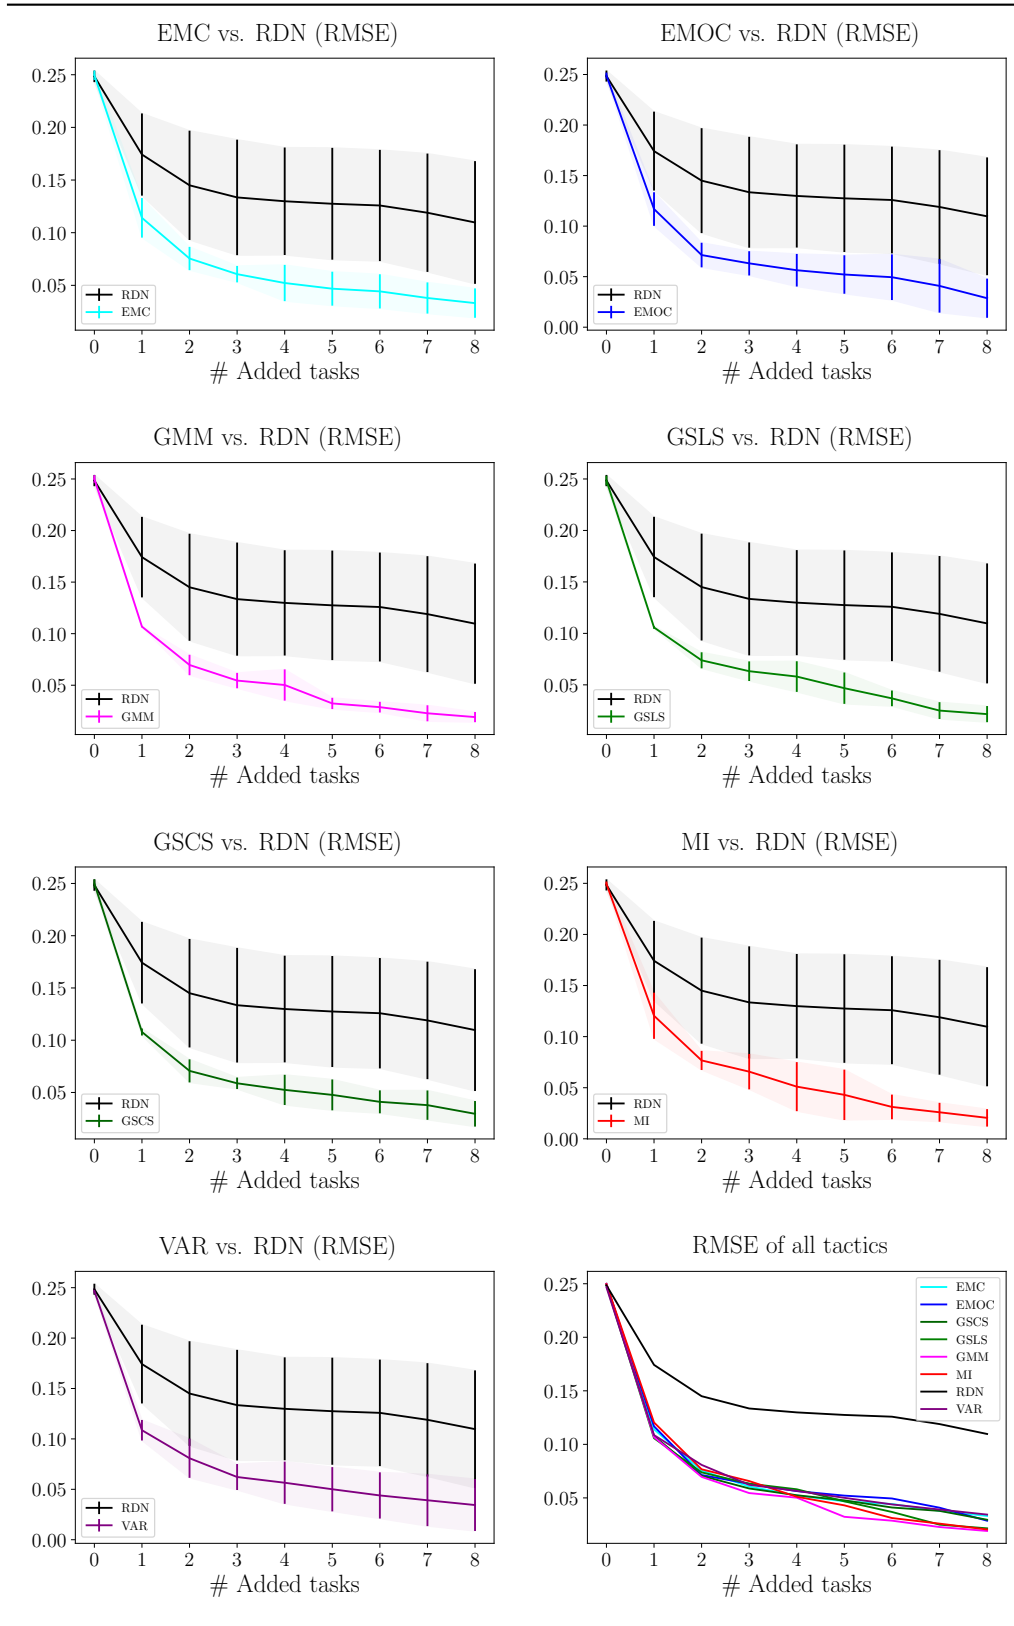 EMC vs. RDN (RMSE)
0.25
0.20
0.15
0.10
0.05
RDN
EMC
0 1 2 3 4 5 6 7 8
# Added tasks
EMOC vs. RDN (RMSE)
0.25
0.20
0.15
0.10
0.05
0.00
RDN
EMOC
0 1 2 3 4 5 6 7 8
# Added tasks
GMM vs. RDN (RMSE)
0.25
0.20
0.15
0.10
0.05
RDN
GMM
0 1 2 3 4 5 6 7 8
# Added tasks
GSLS vs. RDN (RMSE)
0.25
0.20
0.15
0.10
0.05
RDN
GSLS
0 1 2 3 4 5 6 7 8
# Added tasks
GSCS vs. RDN (RMSE)
0.25
0.20
0.15
0.10
0.05
RDN
GSCS
0 1 2 3 4 5 6 7 8
# Added tasks
MI vs. RDN (RMSE)
0.25
0.20
0.15
0.10
0.05
0.00
RDN
MI
0 1 2 3 4 5 6 7 8
# Added tasks
VAR vs. RDN (RMSE)
0.25
0.20
0.15
0.10
0.05
0.00
RDN
VAR
0 1 2 3 4 5 6 7 8
# Added tasks
RMSE of all tactics
0.25
0.20
0.15
0.10
0.05
EMC
EMOC
GSCS
GSLS
GMM
MI
RDN
VAR
0 1 2 3 4 5 6 7 8
# Added tasks